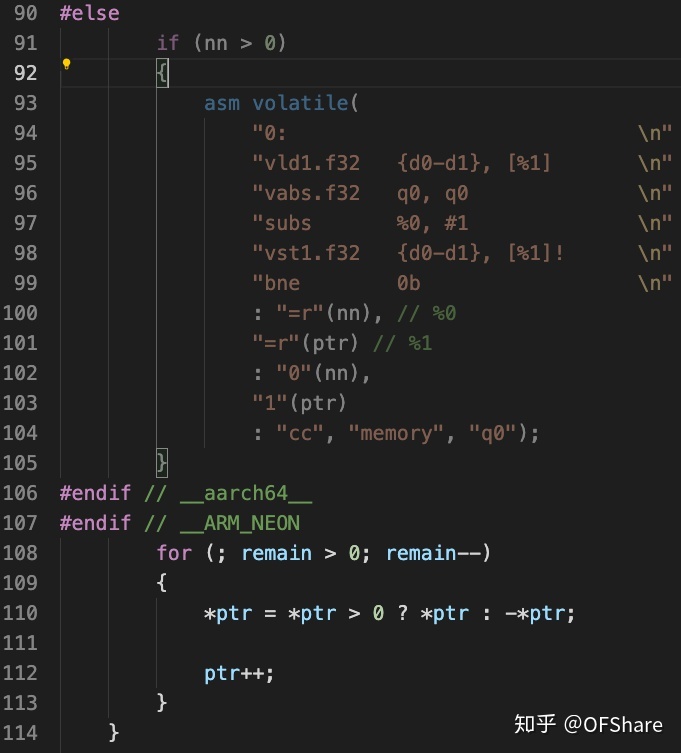 90 #else
91 if (nn > 0)
92 {
93 asm volatile(
94 "0: \n"
95 "vld1.f32 {d0-d1}, [%1] \n"
96 "vabs.f32 q0, q0 \n"
97 "subs %0, #1 \n"
98 "vst1.f32 {d0-d1}, [%1]! \n"
99 "bne 0b \n"
100 : "=r"(nn), // %0
101 "=r"(ptr) // %1
102 : "0"(nn),
103 "1"(ptr)
104 : "cc", "memory", "q0");
105 }
106 #endif // __aarch64__
107 #endif // __ARM_NEON
108 for (; remain > 0; remain--)
109 {
110 *ptr = *ptr > 0 ? *ptr : -*ptr;
111
112 ptr++;
113 }
114 }
知乎 @OFShare